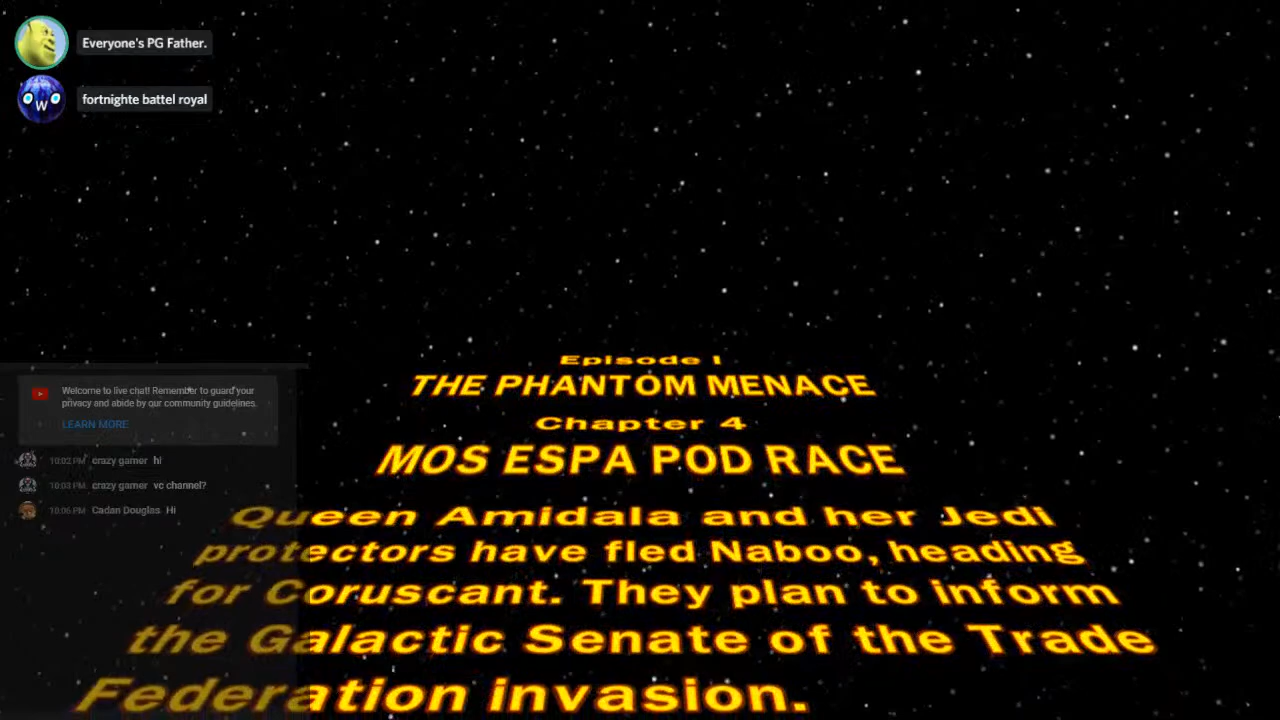 Everyone's PG Father.
W
fortnighte battel royal
Episode I
THE PHANTOM MENACE
Chapter 4
MOS ESPA POD RACE
Queen Amidala and her Jedi
protectors have fled Naboo, heading
for Coruscant. They plan to inform
the Galactic Senate of the Trade
Federation invasion.
Welcome to live chat! Remember to guard your
privacy and abide by our community guidelines.
LEARN MORE
10:02 PM crazy gamer hi
10:03 PM crazy gamer vc channel?
10:06 PM Cadan Douglas Hi